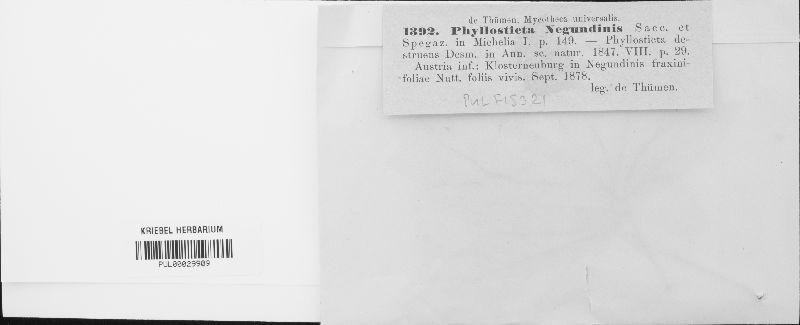 de Thümen, Mycotheca universalis.
1392. Phyllosticta Negundinis Sacc. et
Spegaz. in Michelia I. p. 149. — Phyllosticta de-
struens Desm. in Ann. sc. natur. 1847. VIII. p. 29.
Austria inf.: Klosterneuburg in Negundinis fraxini-
foliae Nutt. foliis vivis. Sept. 1878.
leg. de Thümen.
PUL F15321
KRIEBEL HERBARIUM
PUL00029909